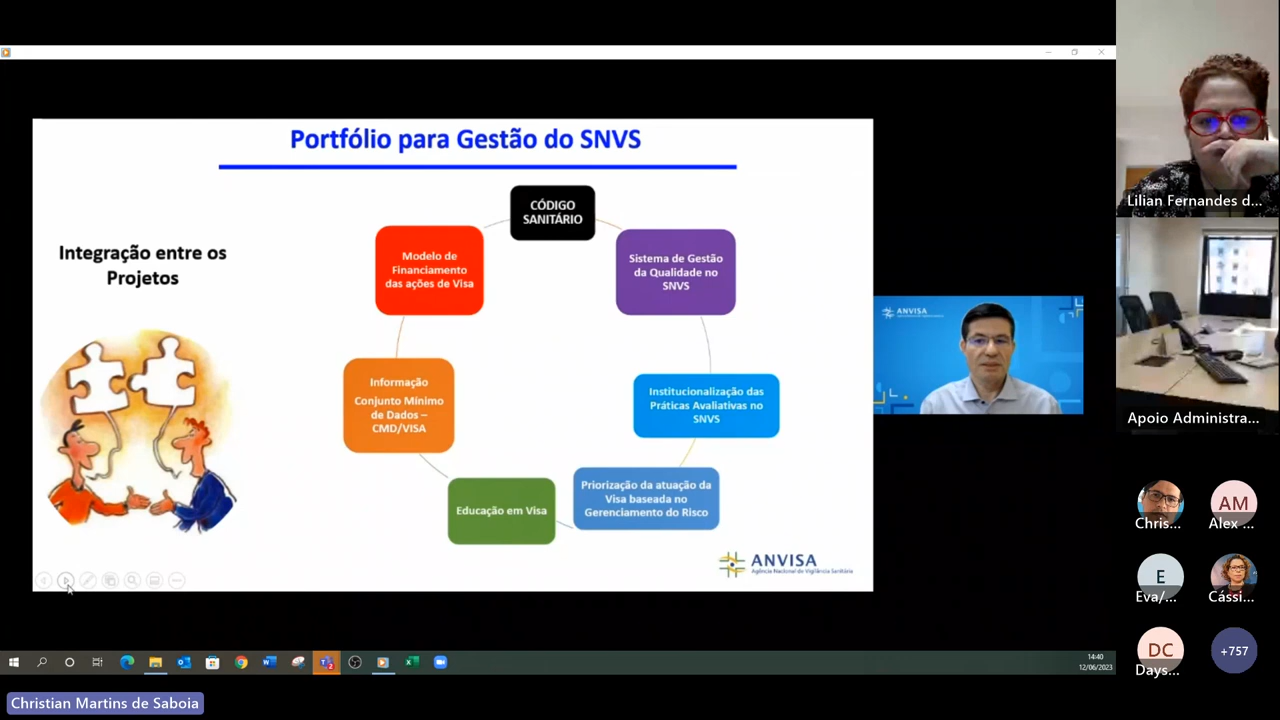 Portfólio para Gestão do SNVS
Integração entre os
Projetos
CÓDIGO
SANITÁRIO
Modelo de
Financiamento
das ações de Visa
Sistema de Gestão
da Qualidade no
SNVS
Informação
Conjunto Mínimo
de Dados –
CMD/VISA
Institucionalização das
Práticas Avaliativas no
SNVS
Educação em Visa
Priorização da atuação da
Visa baseada no
Gerenciamento do Risco
ANVISA
Agência Nacional de Vigilância Sanitária
ANVISA
Lilian Fernandes d...
Apoio Administra...
Chris...
AM
Alex ...
E
Eva/...
Cássi...
DC
Days...
+757
14:40
12/06/2023
Christian Martins de Saboia